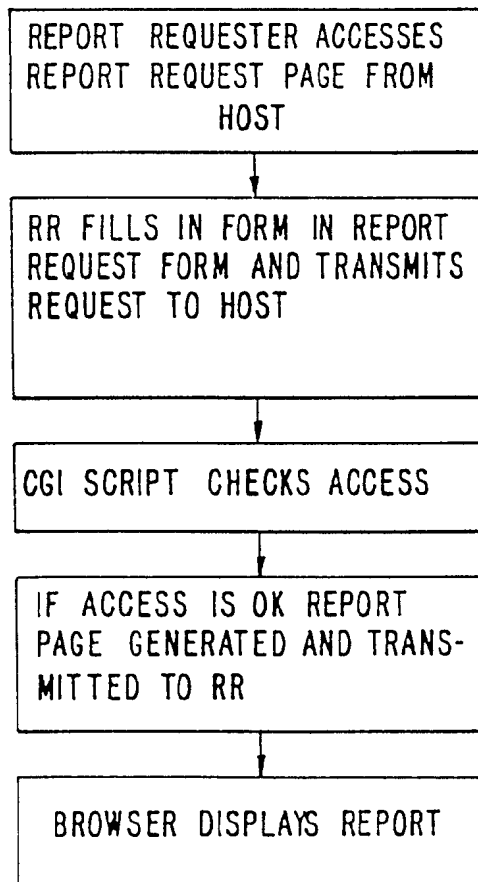 REPORT REQUESTER ACCESSES
REPORT REQUEST PAGE FROM
HOST
RR FILLS IN FORM IN REPORT
REQUEST FORM AND TRANSMITS
REQUEST TO HOST
CGI SCRIPT CHECKS ACCESS
IF ACCESS IS OK REPORT
PAGE GENERATED AND TRANS-
MITTED TO RR
BROWSER DISPLAYS REPORT